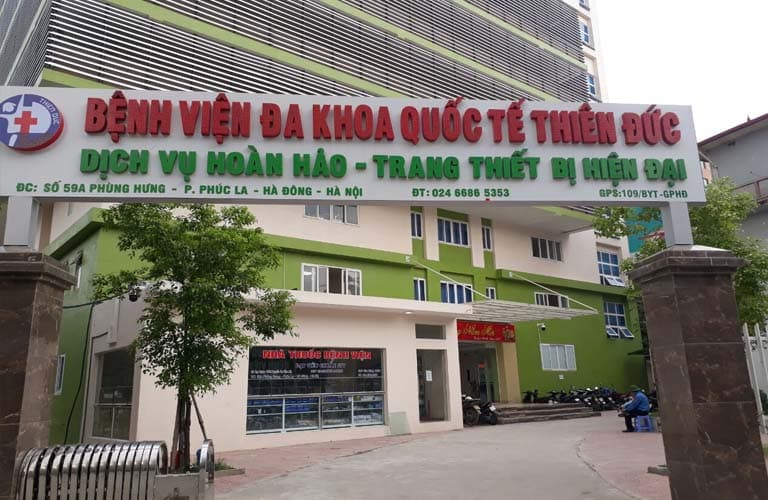 THIÊN ĐỨC
BỆNH VIỆN ĐA KHOA QUỐC TẾ THIÊN ĐỨC
DỊCH VỤ HOÀN HẢO - TRANG THIẾT BỊ HIỆN ĐẠI
ĐC: SỐ 59A PHÙNG HƯNG - P. PHÚC LA - HÀ ĐÔNG - HÀ NỘI ĐT: 024 6686 5353 GPS:109/BYT-GPHĐ
NHÀ THUỐC BỆNH VIỆN